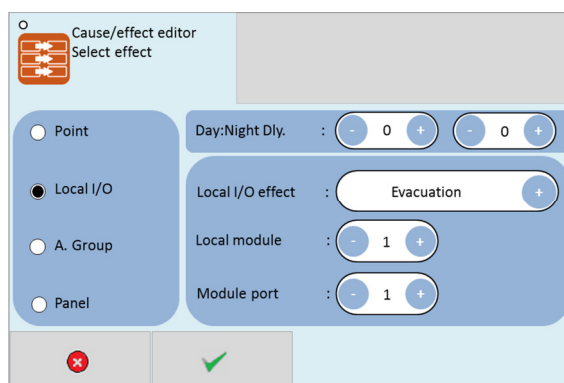 Cause/effect editor
Select effect
Point
Local I/O
A. Group
Panel
Day:Night Dly. : - 0 + - 0 +
Local I/O effect : Evacuation +
Local module : - 1 +
Module port : - 1 +